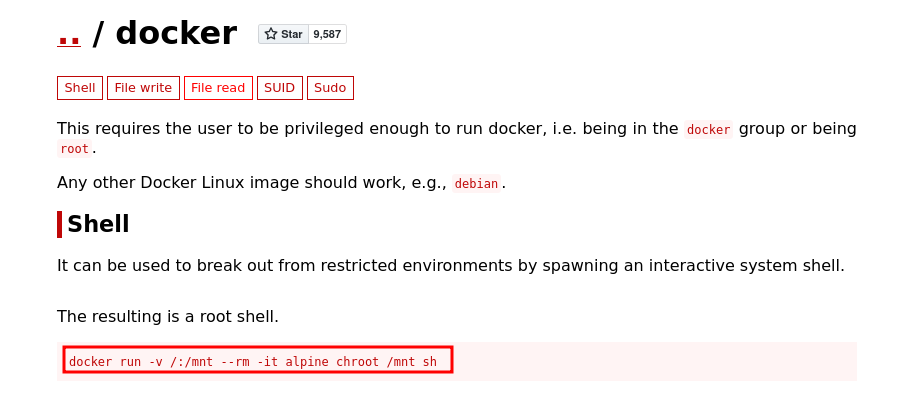 .. / docker Star 9,587
Shell File write File read SUID Sudo
This requires the user to be privileged enough to run docker, i.e. being in the docker group or being
root.
Any other Docker Linux image should work, e.g., debian.
Shell
It can be used to break out from restricted environments by spawning an interactive system shell.
The resulting is a root shell.
docker run -v /:/mnt --rm -it alpine chroot /mnt sh